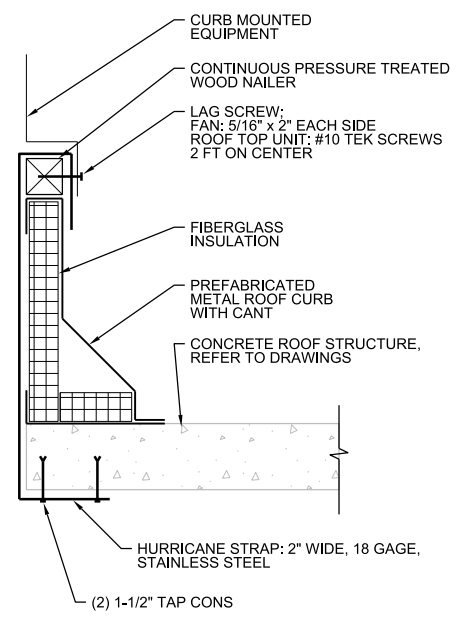 CURB MOUNTED
EQUIPMENT
CONTINUOUS PRESSURE TREATED
WOOD NAILER
LAG SCREW;
FAN: 5/16" x 2" EACH SIDE
ROOF TOP UNIT: #10 TEK SCREWS
2 FT ON CENTER
FIBERGLASS
INSULATION
PREFABRICATED
METAL ROOF CURB
WITH CANT
CONCRETE ROOF STRUCTURE,
REFER TO DRAWINGS
HURRICANE STRAP: 2" WIDE, 18 GAGE,
STAINLESS STEEL
(2) 1-1/2" TAP CONS